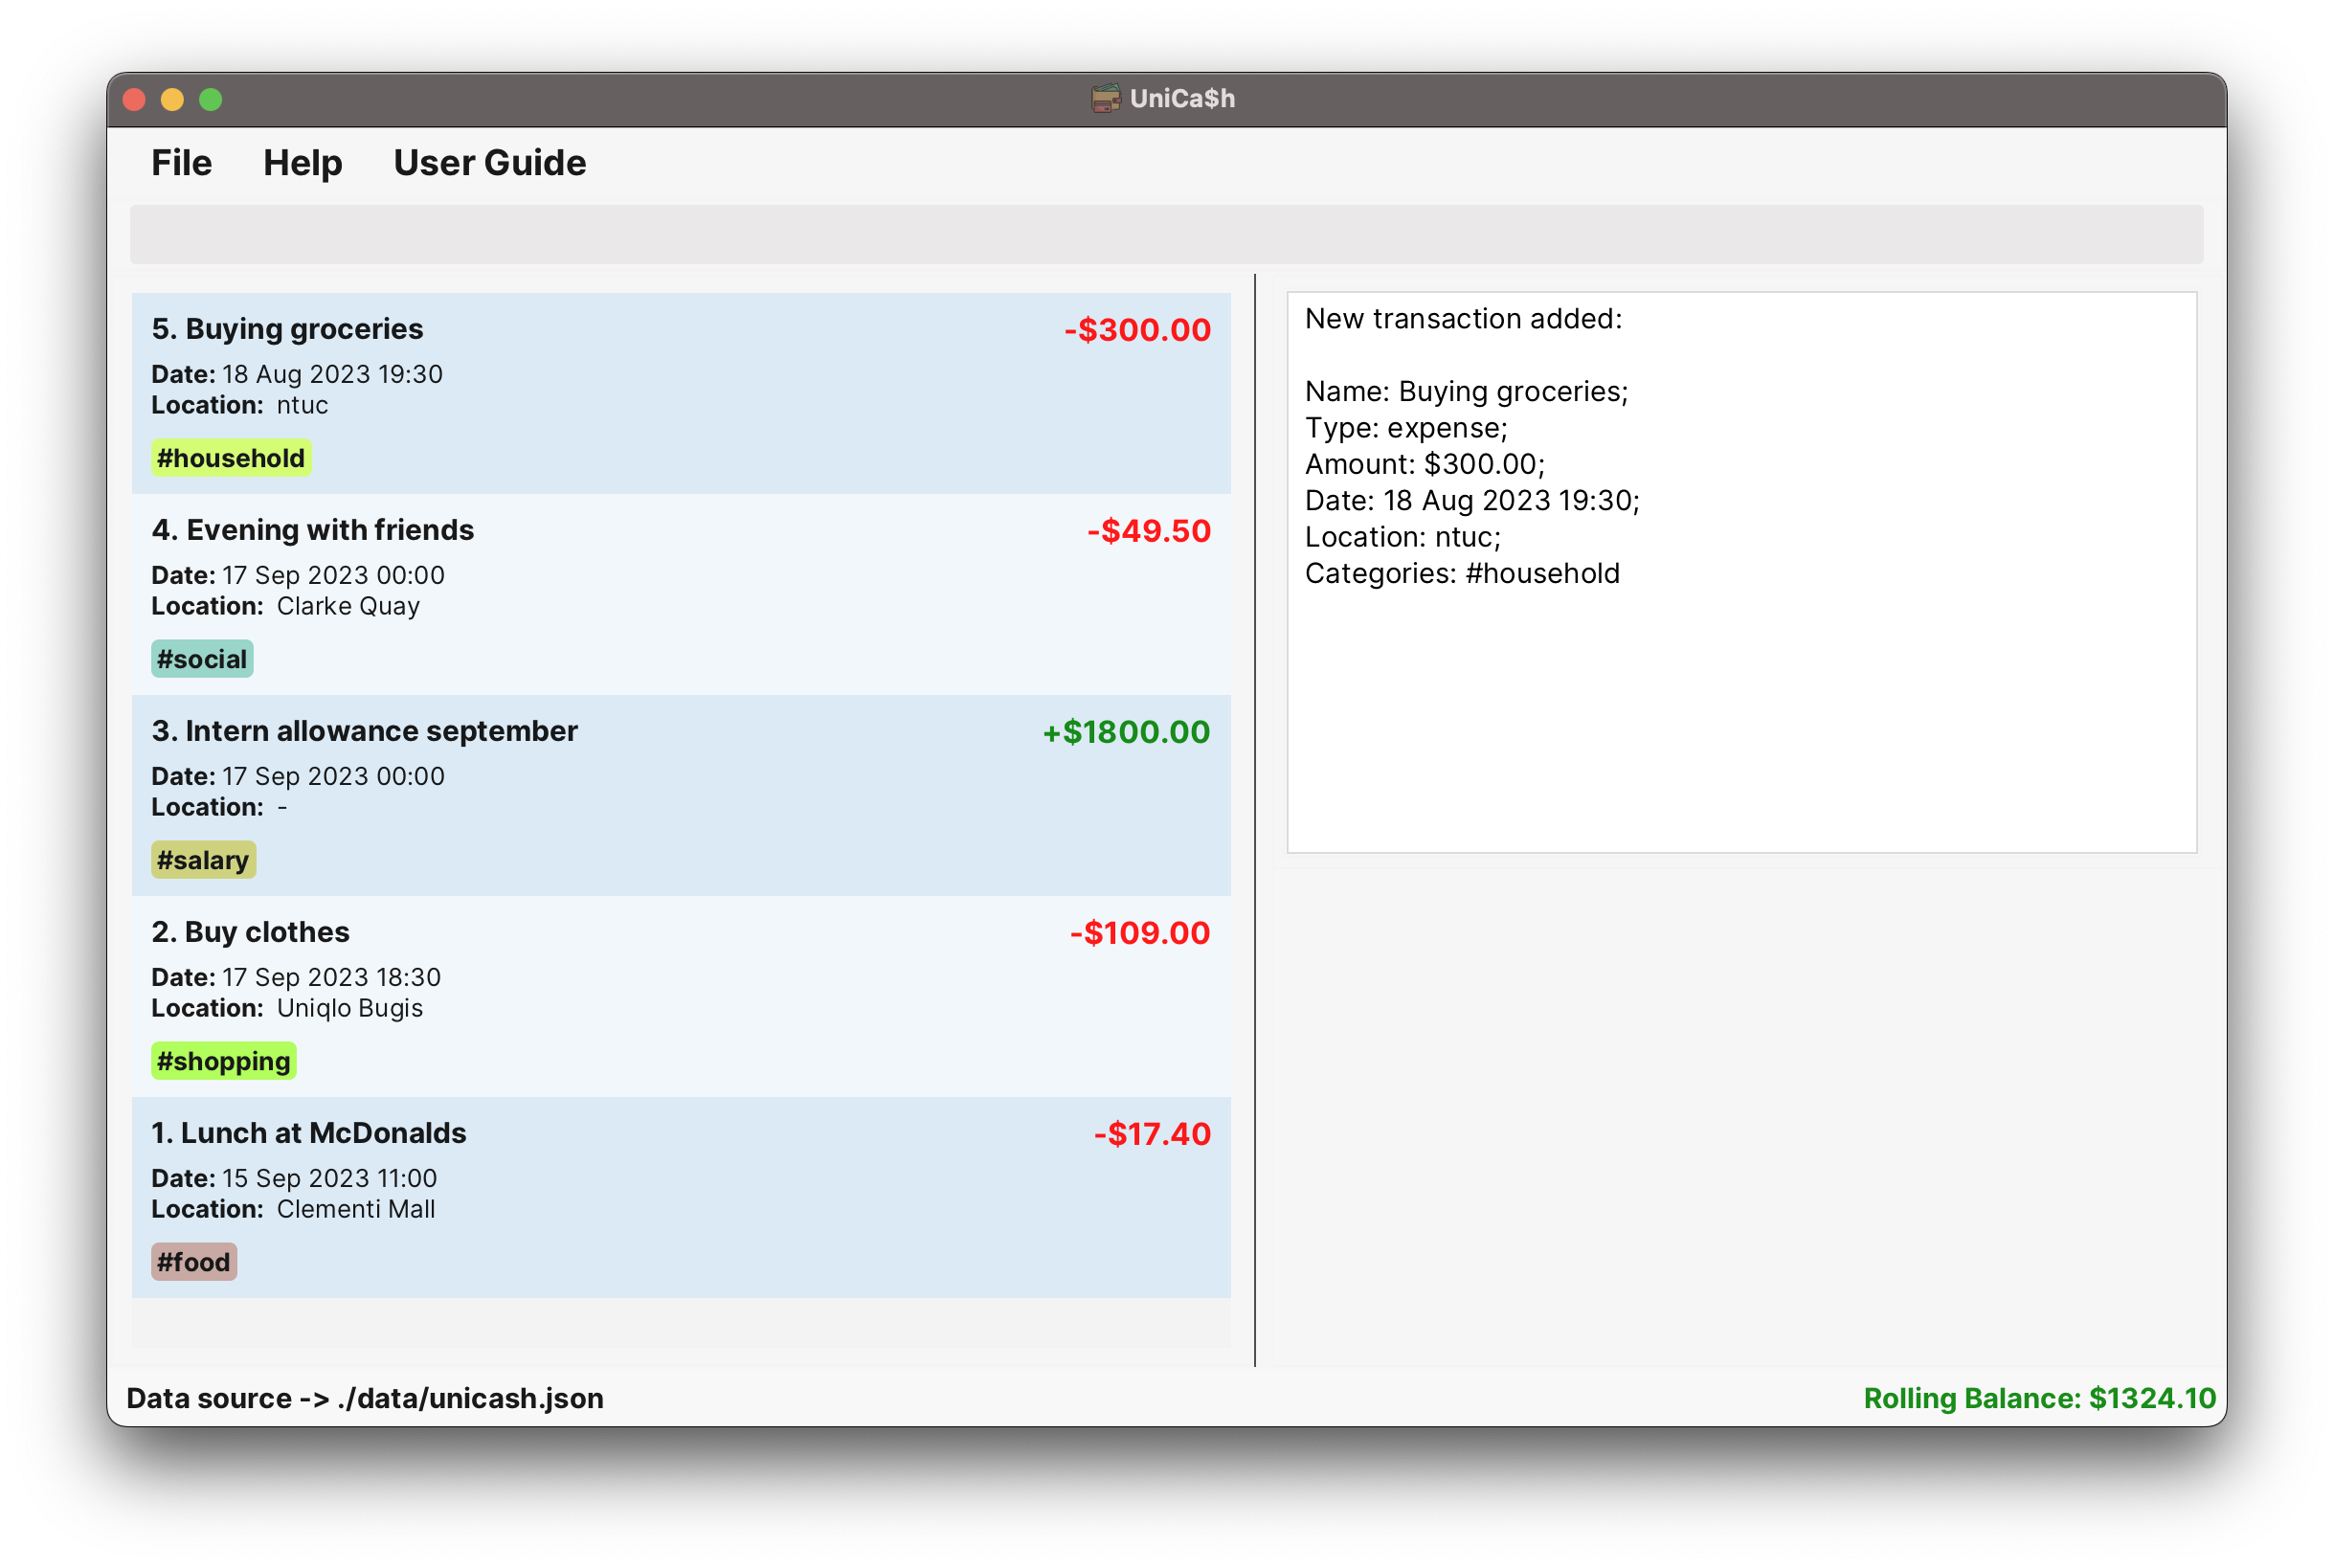 UniCa$h
File Help User Guide
5. Buying groceries -$300.00
Date: 18 Aug 2023 19:30
Location: ntuc
#household
4. Evening with friends -$49.50
Date: 17 Sep 2023 00:00
Location: Clarke Quay
#social
3. Intern allowance september +$1800.00
Date: 17 Sep 2023 00:00
Location: -
#salary
2. Buy clothes -$109.00
Date: 17 Sep 2023 18:30
Location: Uniqlo Bugis
#shopping
1. Lunch at McDonalds -$17.40
Date: 15 Sep 2023 11:00
Location: Clementi Mall
#food
New transaction added:
Name: Buying groceries;
Type: expense;
Amount: $300.00;
Date: 18 Aug 2023 19:30;
Location: ntuc;
Categories: #household
Data source -> ./data/unicash.json
Rolling Balance: $1324.10